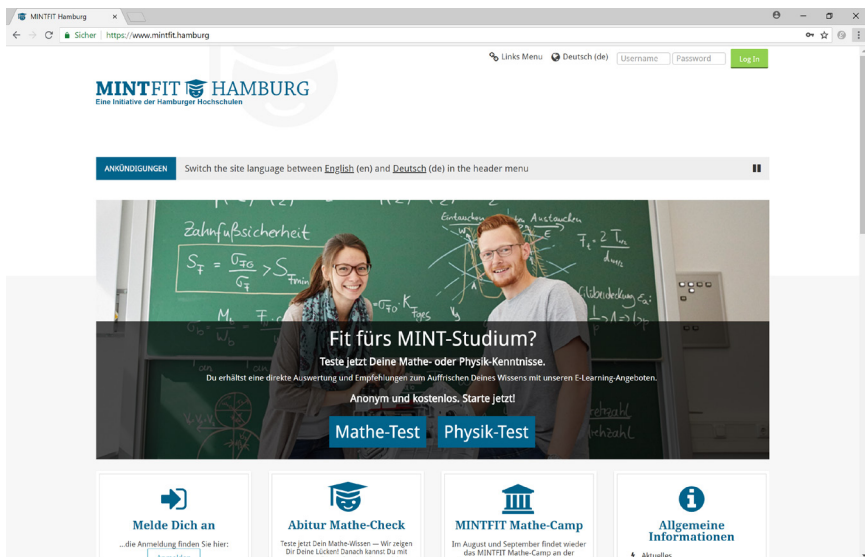 MINTFIT Hamburg
Sicher | https://www.mintfit.hamburg
Links Menu Deutsch (de) Username Password Log In
MINTFIT HAMBURG
Eine Initiative der Hamburger Hochschulen
ANKÜNDIGUNGEN Switch the site language between English (en) and Deutsch (de) in the header menu
Zahnfußsicherheit
Eintauchen Austauchen
Fit fürs MINT-Studium?
Teste jetzt Deine Mathe- oder Physik-Kenntnisse.
Du erhältst eine direkte Auswertung und Empfehlungen zum Auffrischen Deines Wissens mit unseren E-Learning-Angeboten.
Anonym und kostenlos. Starte jetzt!
Mathe-Test Physik-Test
Melde Dich an
...die Anmeldung finden Sie hier:
Abitur Mathe-Check
Teste jetzt Dein Mathe-Wissen — Wir zeigen
Dir Deine Lücken! Danach kannst Du mit
MINTFIT Mathe-Camp
Im August und September findet wieder
das MINTFIT Mathe-Camp an der
Allgemeine
Informationen
Aktuelles